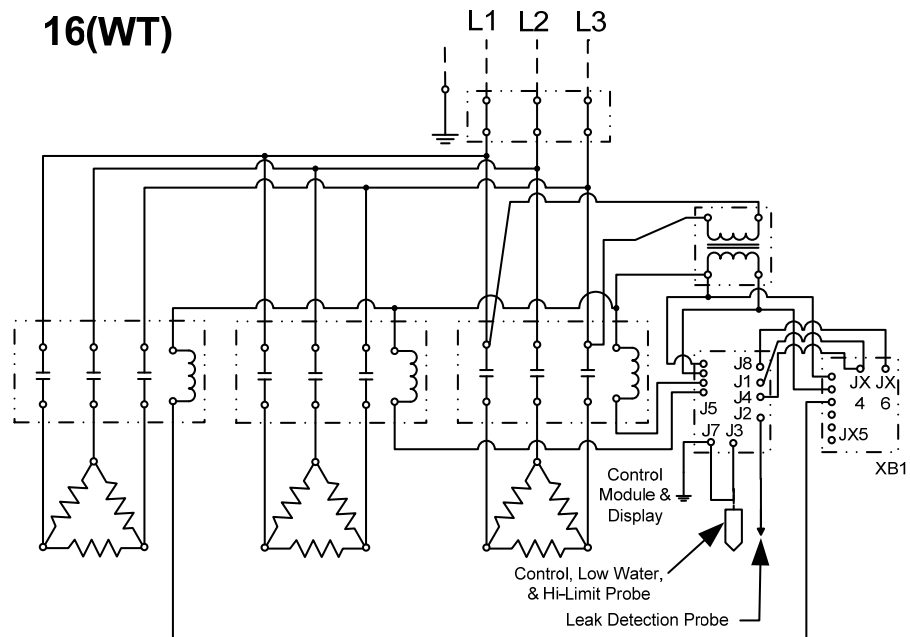 16(WT)
L1 L2 L3
J8
J1
J4
J2
J5
J7 J3
JX
4
JX
6
JX5
XB1
Control
Module &
Display
Control, Low Water,
& Hi-Limit Probe
Leak Detection Probe